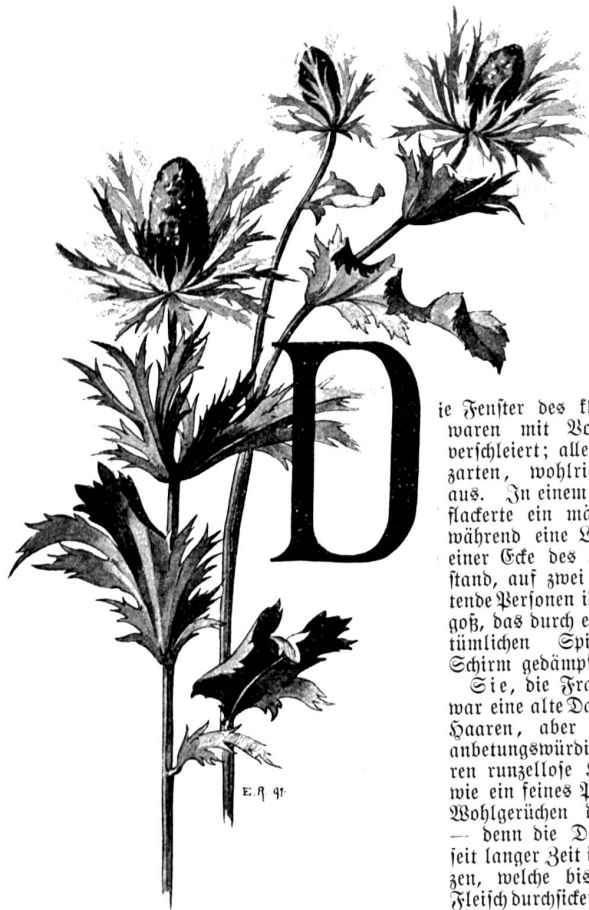 Die Fenster des kl
waren mit Vo
verschleiert; alle
zarten, wohlri
aus. In einem
flackerte ein mä
während eine L
einer Ecke des
stand, auf zwei
tende Personen ih
goß, das durch e
tümlichen Spi
Schirm gedämpf
Sie, die Fra
war eine alte Da
Haaren, aber
anbetungswürdi
ren runzellose
wie ein feines P
Wohlgerüchen
— denn die D
seit langer Zeit i
zen, welche bis
Fleisch durchsicke
E. R. 91.